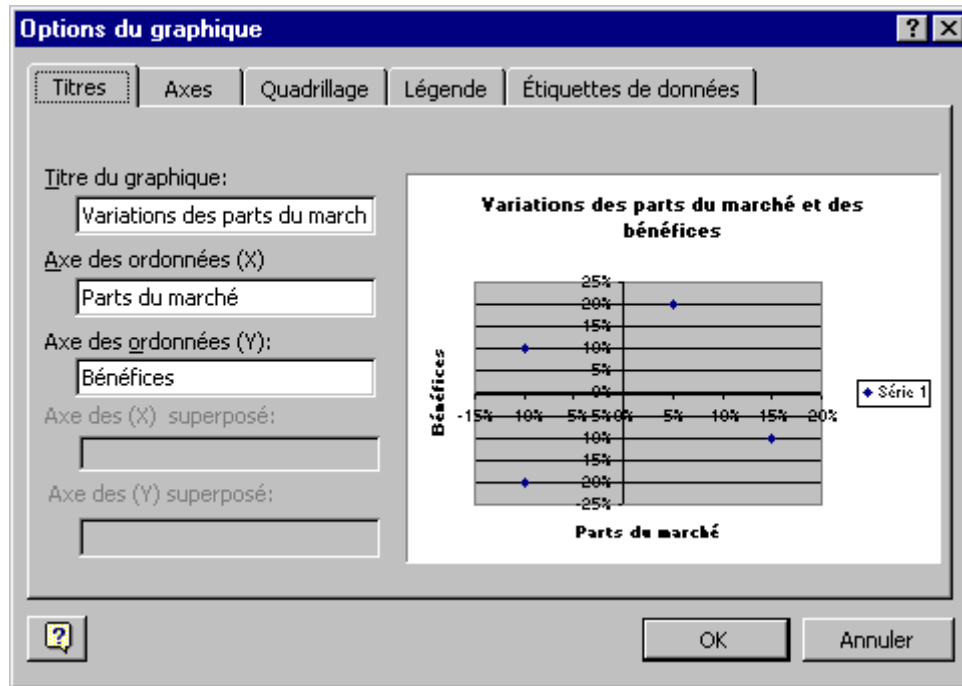 Options du graphique
Titres Axes Quadrillage Légende Étiquettes de données
Titre du graphique:
Variations des parts du march
Axe des ordonnées (X)
Parts du marché
Axe des ordonnées (Y):
Bénéfices
Axe des (X) superposé:
Axe des (Y) superposé:
Variations des parts du marché et des
bénéfices
25%
20%
15%
10%
5%
0%
-15% 10% 5% 5% 0% 5% 10% 15% 20%
10%
15%
20%
-25%
Bénéfices
Parts du marché
Série 1
OK Annuler